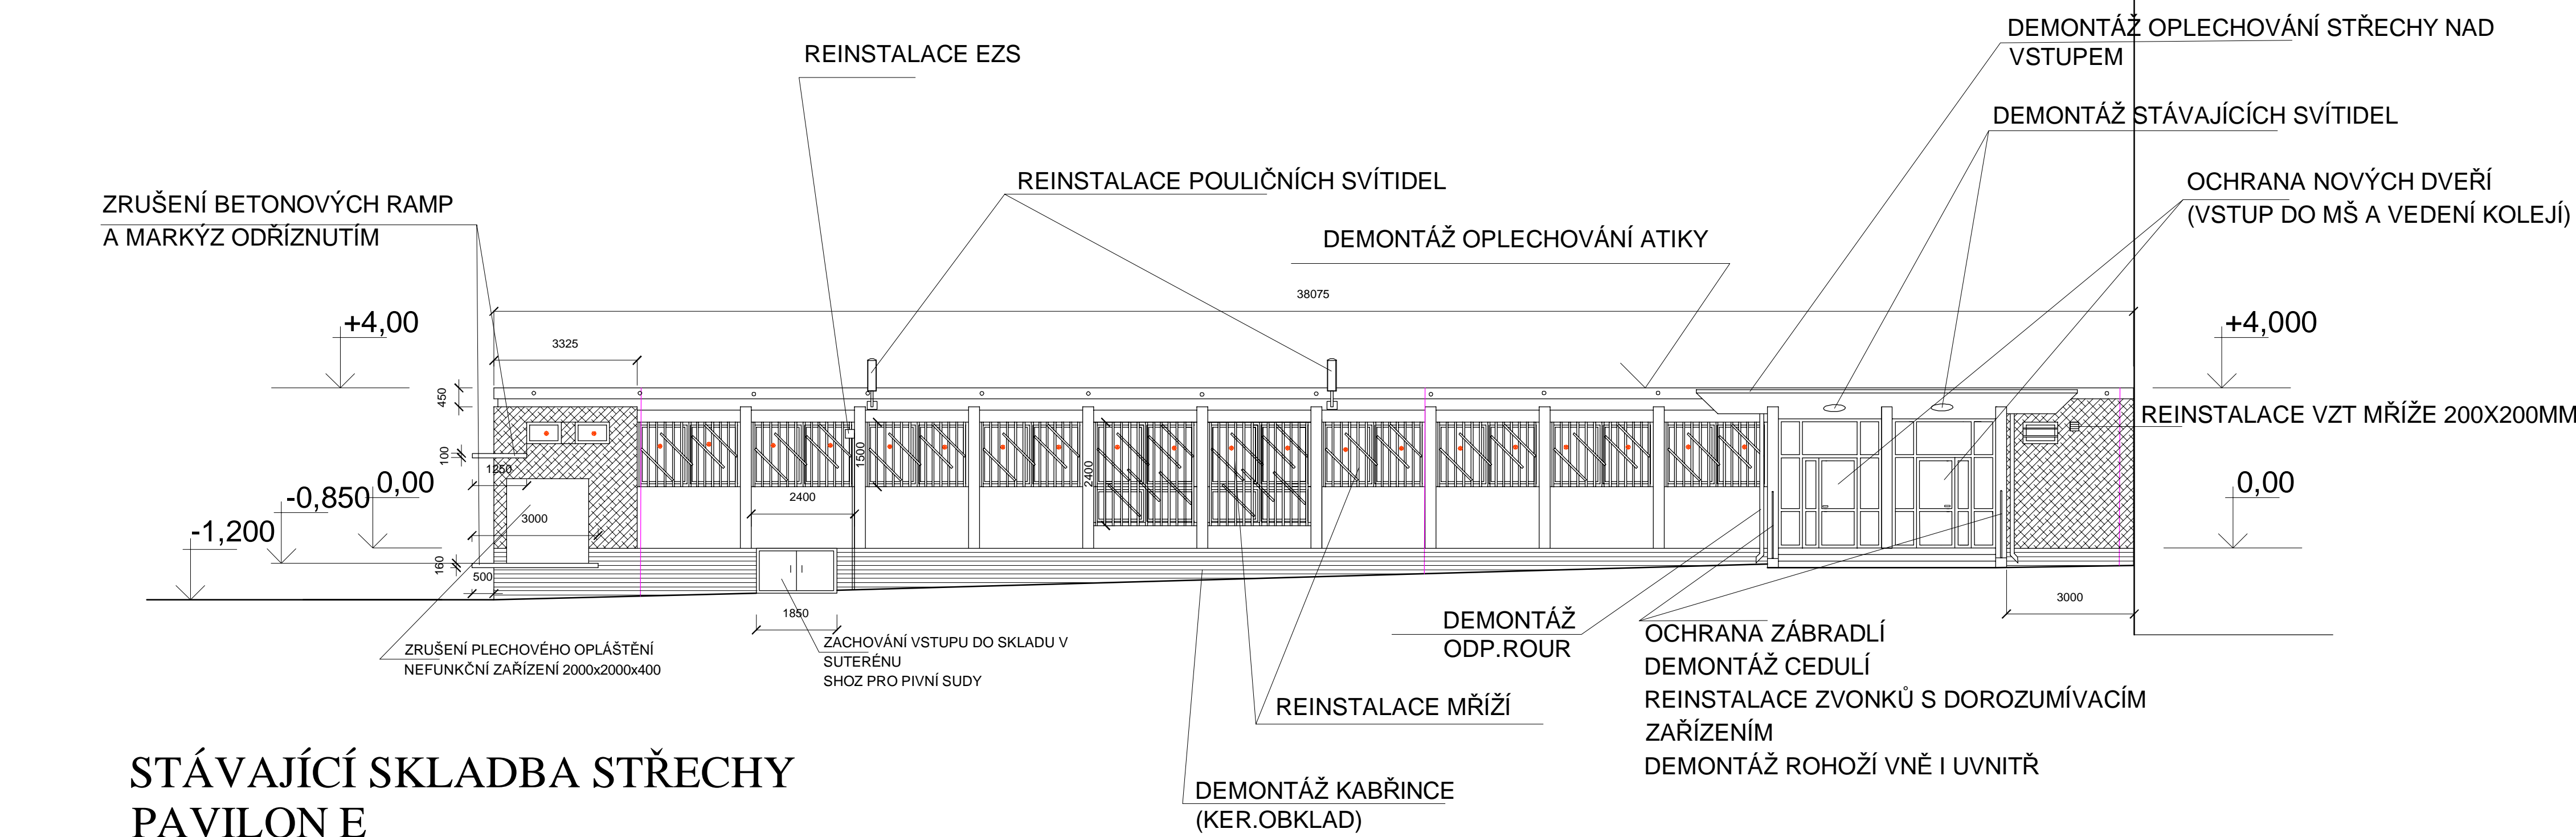 DEMONTÁŽ OPLECHOVÁNÍ STŘECHY NAD
VSTUPEM
REINSTALACE EZS
DEMONTÁŽ STÁVAJÍCÍCH SVÍTIDEL
REINSTALACE POULIČNÍCH SVÍTIDEL
OCHRANA NOVÝCH DVEŘÍ
(VSTUP DO MŠ A VEDENÍ KOLEJÍ)
ZRUŠENÍ BETONOVÝCH RAMP
A MARKÝZ ODŘÍZNUTÍM
DEMONTÁŽ OPLECHOVÁNÍ ATIKY
38075
+4,00
+4,000
3325
450
REINSTALACE VZT MŘÍŽE 200X200MM
100
1250
1500
2400
0,00
-0,850
0,00
2400
3000
-1,200
160
500
3000
1850
DEMONTÁŽ
ODP.ROUR
ZACHOVÁNÍ VSTUPU DO SKLADU V
SUTERÉNU
SHOZ PRO PIVNÍ SUDY
ZRUŠENÍ PLECHOVÉHO OPLÁŠTĚNÍ
NEFUNKČNÍ ZAŘÍZENÍ 2000x2000x400
OCHRANA ZÁBRADLÍ
DEMONTÁŽ CEDULÍ
REINSTALACE ZVONKŮ S DOROZUMÍVACÍM
ZAŘÍZENÍM
DEMONTÁŽ ROHOŽÍ VNĚ I UVNITŘ
REINSTALACE MŘÍŽÍ
STÁVAJÍCÍ SKLADBA STŘECHY
PAVILON E
DEMONTÁŽ KABŘINCE
(KER.OBKLAD)